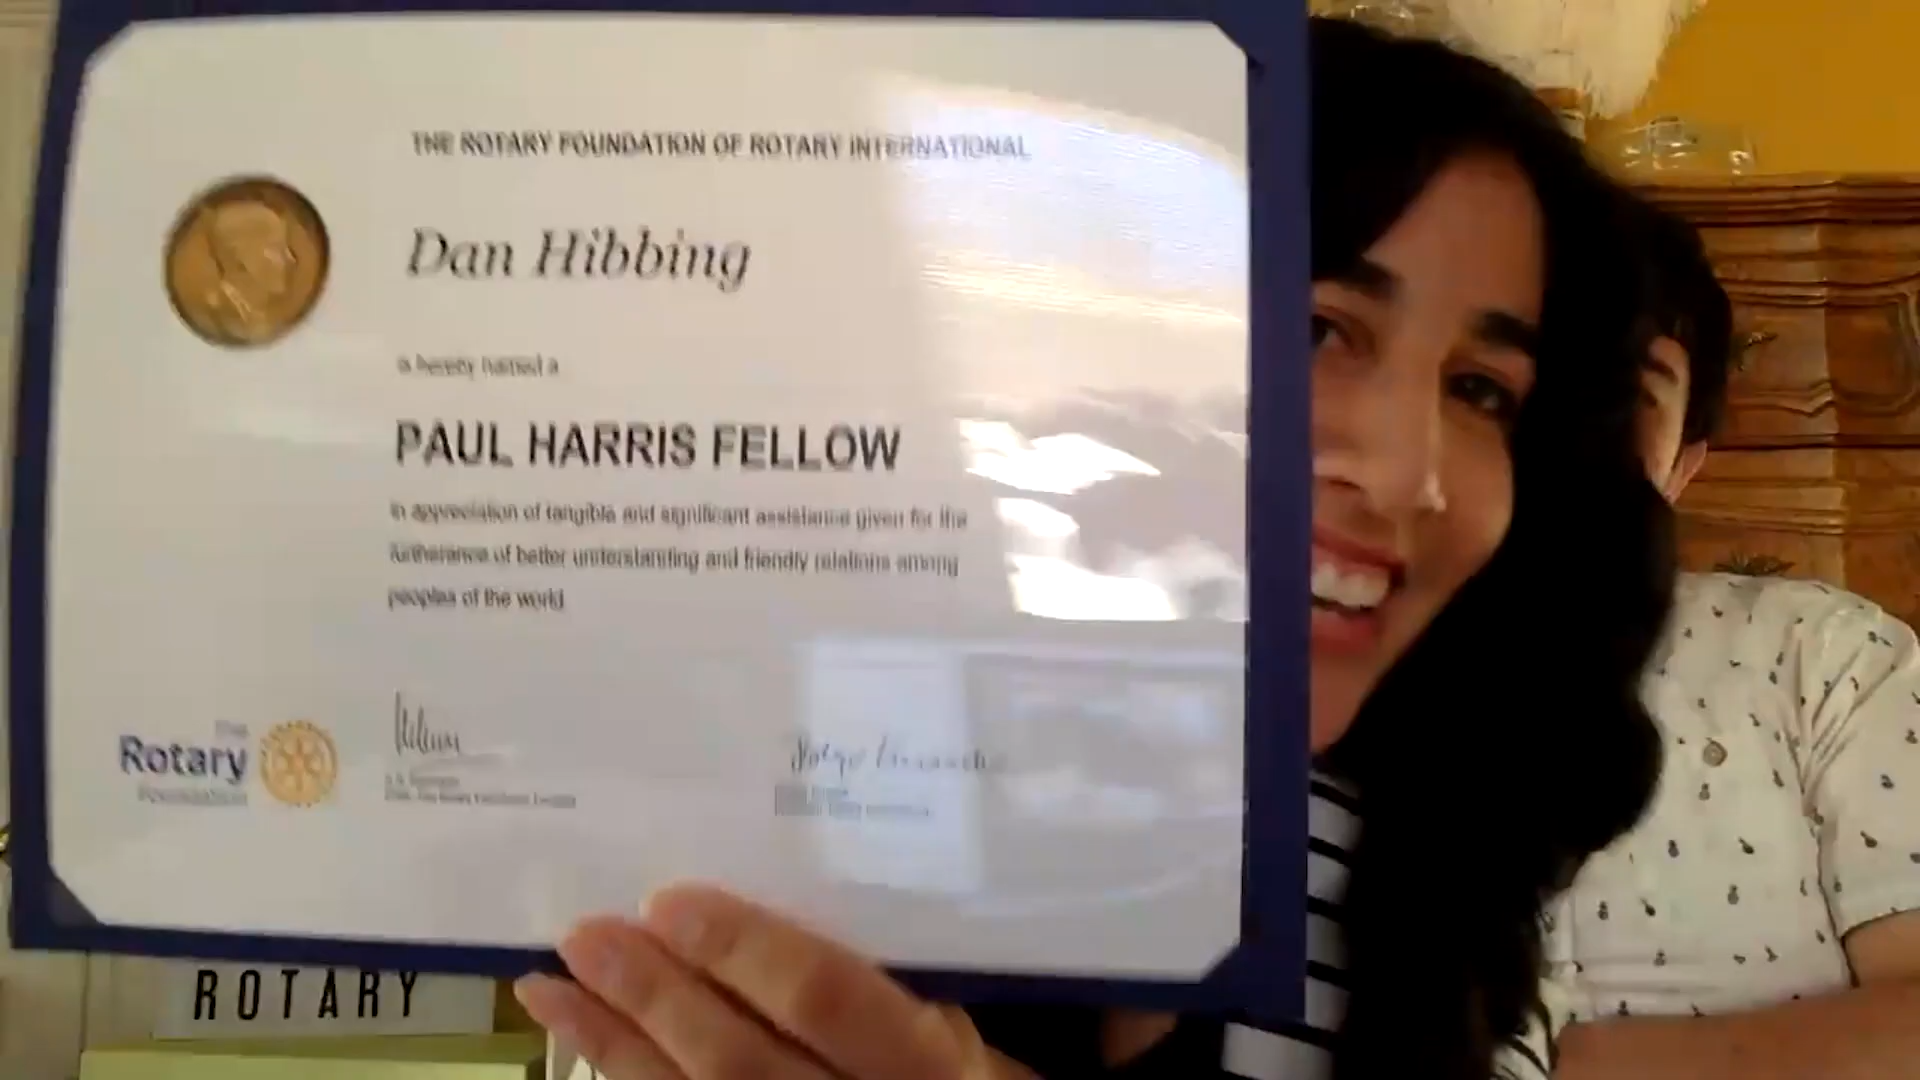 THE ROTARY FOUNDATION OF ROTARY INTERNATIONAL
Dan Hibbing
is hereby named a
PAUL HARRIS FELLOW
in appreciation of tangible and significant assistance given for the
furtherance of better understanding and friendly relations among
peoples of the world
The
Rotary
Foundation
ROTARY